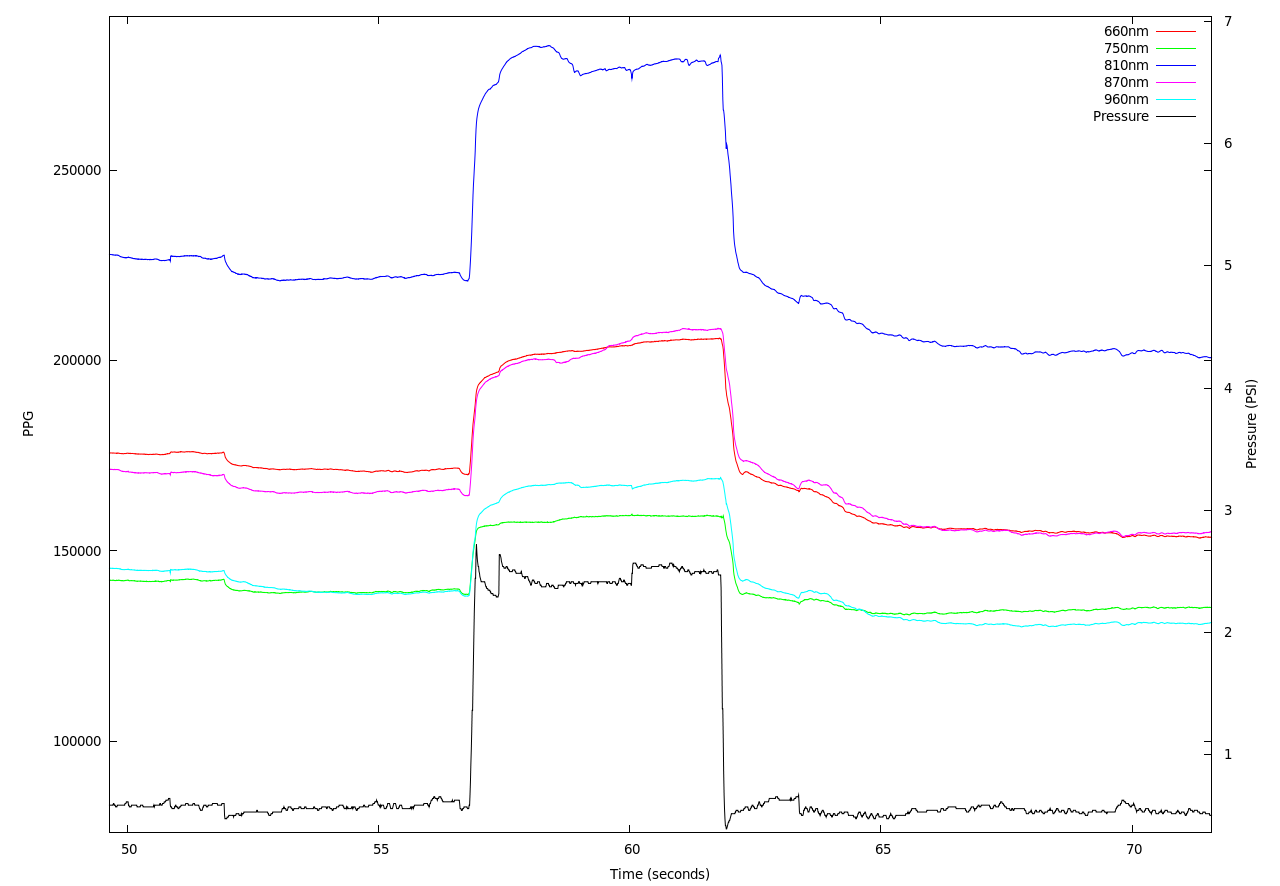 660nm
750nm
810nm
870nm
960nm
Pressure
7
6
5
4
3
2
1
Pressure (PSI)
250000
200000
150000
100000
PPG
50
55
60
65
70
Time (seconds)